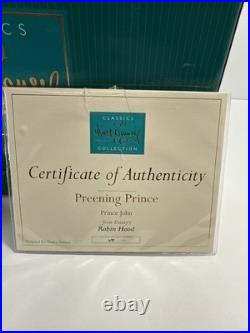 CLASSICS
Walt Disney
COLLECTION
Certificate of Authenticity
Preening Prince
Prince John
from Disney's
Robin Hood